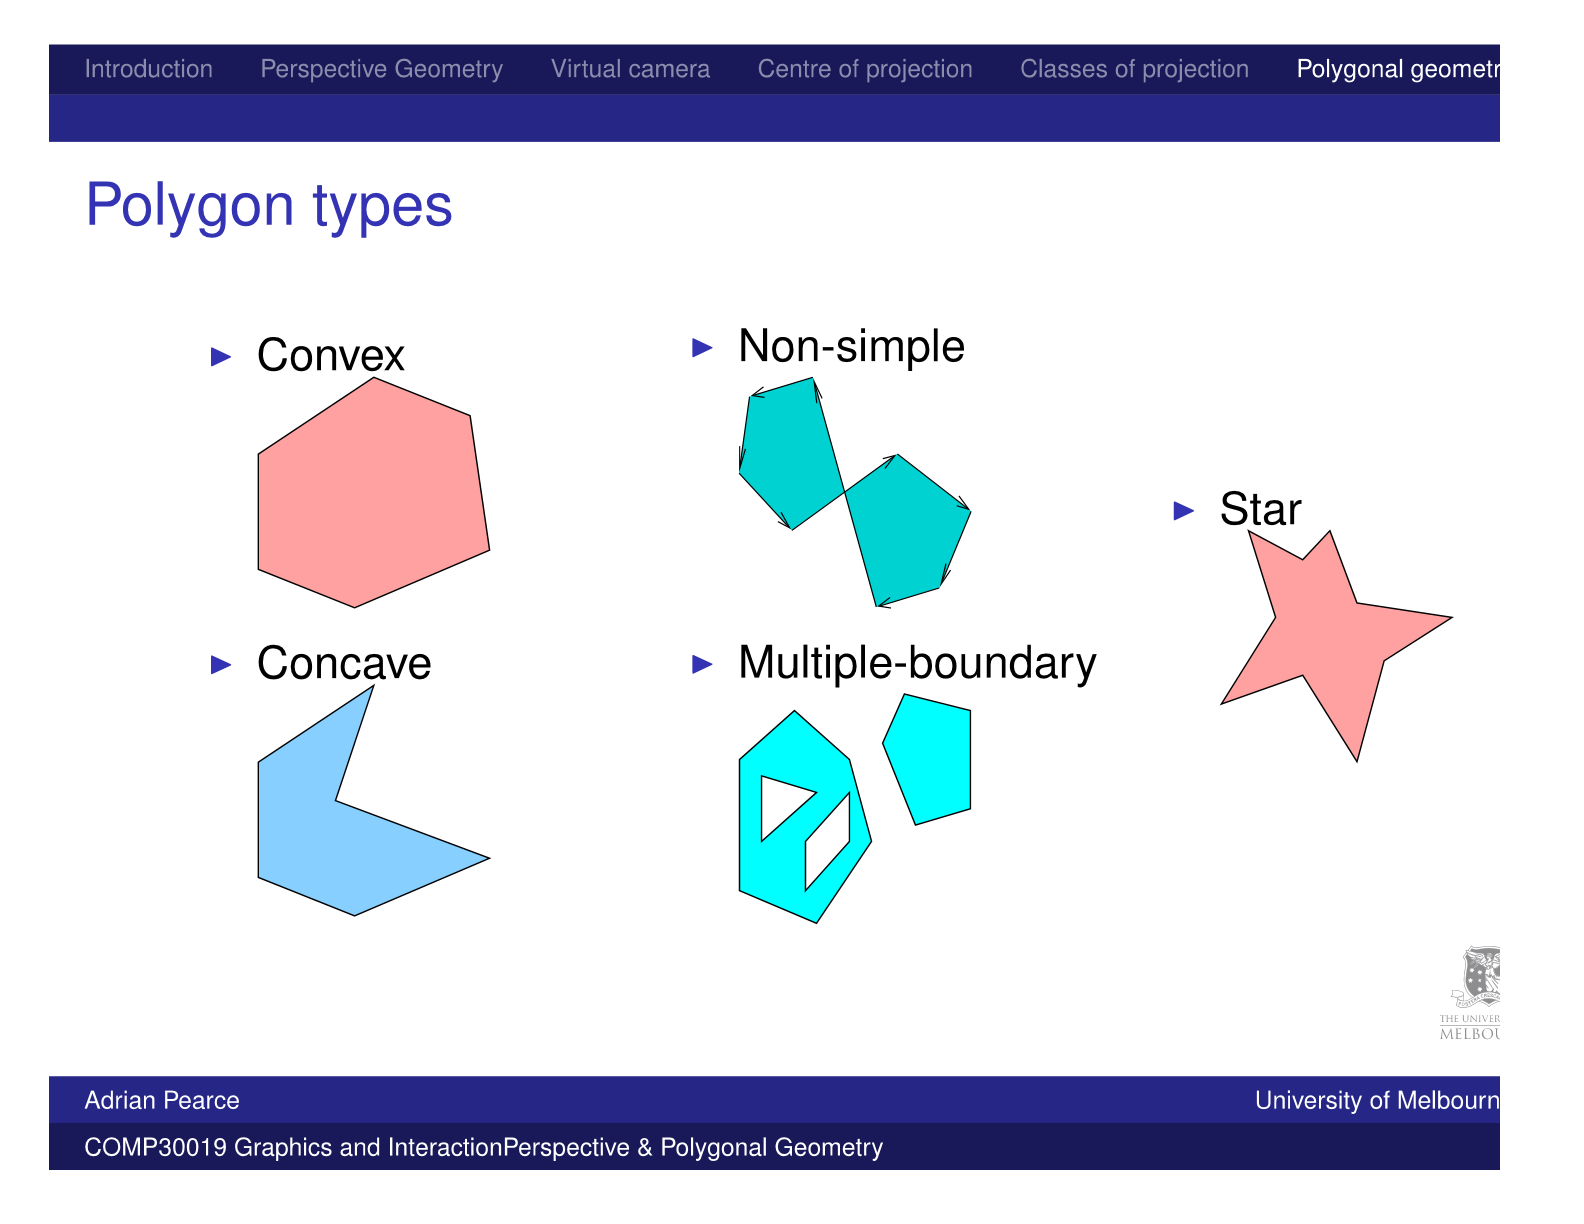 Introduction Perspective Geometry Virtual camera Centre of projection Classes of projection Polygonal geometr
Polygon types
Convex
Non-simple
Star
Concave
Multiple-boundary
THE UNIVER
MELBOU
Adrian Pearce University of Melbourn
COMP30019 Graphics and InteractionPerspective & Polygonal Geometry